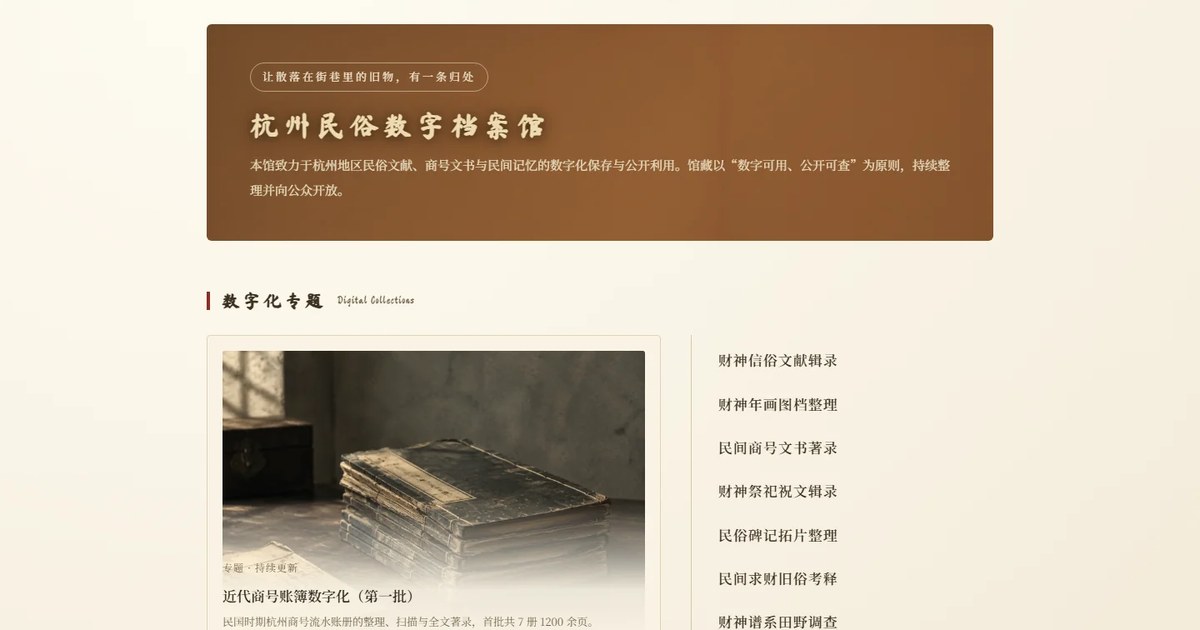 让散落在街巷里的旧物，有一条归处
杭州民俗数字档案馆
本馆致力于杭州地区民俗文献、商号文书与民间记忆的数字化保存与公开利用。馆藏以“数字可用、公开可查”为原则，持续整
理并向公众开放。
数字化专题 Digital Collections
专题 · 持续更新
近代商号账簿数字化（第一批）
民国时期杭州商号流水账册的整理、扫描与全文著录，首批共 7 册 1200 余页。
财神信俗文献辑录
财神年画图档整理
民间商号文书著录
财神祭祀祝文辑录
民俗碑记拓片整理
民间求财旧俗考释
财神谱系田野调查